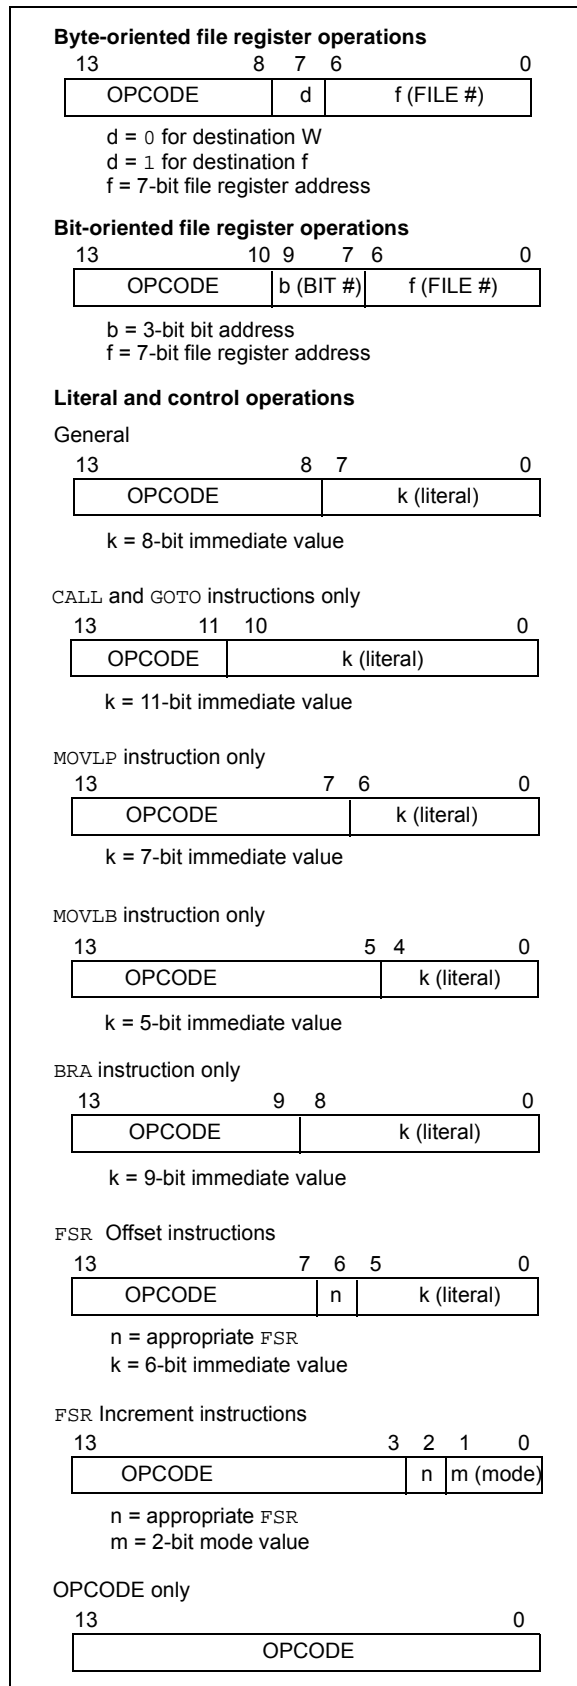 Byte-oriented file register operations
13 8 7 6 0
OPCODE d f (FILE #)
d = 0 for destination W
d = 1 for destination f
f = 7-bit file register address
Bit-oriented file register operations
13 10 9 7 6 0
OPCODE b (BIT #) f (FILE #)
b = 3-bit bit address
f = 7-bit file register address
Literal and control operations
General
13 8 7 0
OPCODE k (literal)
k = 8-bit immediate value
CALL and GOTO instructions only
13 11 10 0
OPCODE k (literal)
k = 11-bit immediate value
MOVLP instruction only
13 7 6 0
OPCODE k (literal)
k = 7-bit immediate value
MOVLB instruction only
13 5 4 0
OPCODE k (literal)
k = 5-bit immediate value
BRA instruction only
13 9 8 0
OPCODE k (literal)
k = 9-bit immediate value
FSR Offset instructions
13 7 6 5 0
OPCODE n k (literal)
n = appropriate FSR
k = 6-bit immediate value
FSR Increment instructions
13 3 2 1 0
OPCODE n m (mode)
n = appropriate FSR
m = 2-bit mode value
OPCODE only
13 0
OPCODE